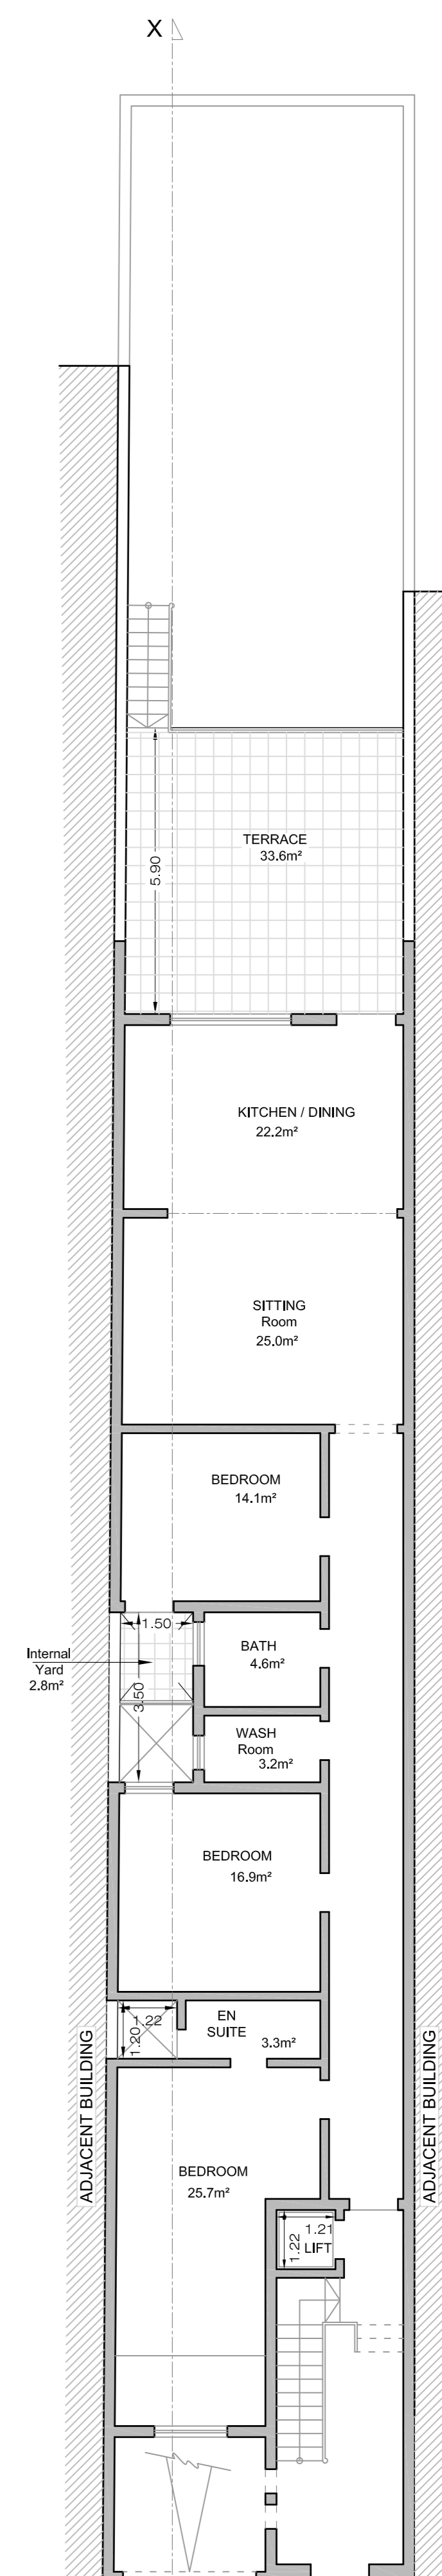 X
TERRACE
33.6m²
5.90
KITCHEN / DINING
22.2m²
SITTING
Room
25.0m²
BEDROOM
14.1m²
1.50
3.50
Internal
Yard
2.8m²
BATH
4.6m²
WASH
Room
3.2m²
BEDROOM
16.9m²
1.22
1.20
EN
SUITE
3.3m²
ADJACENT BUILDING
ADJACENT BUILDING
BEDROOM
25.7m²
1.21
1.22
LIFT